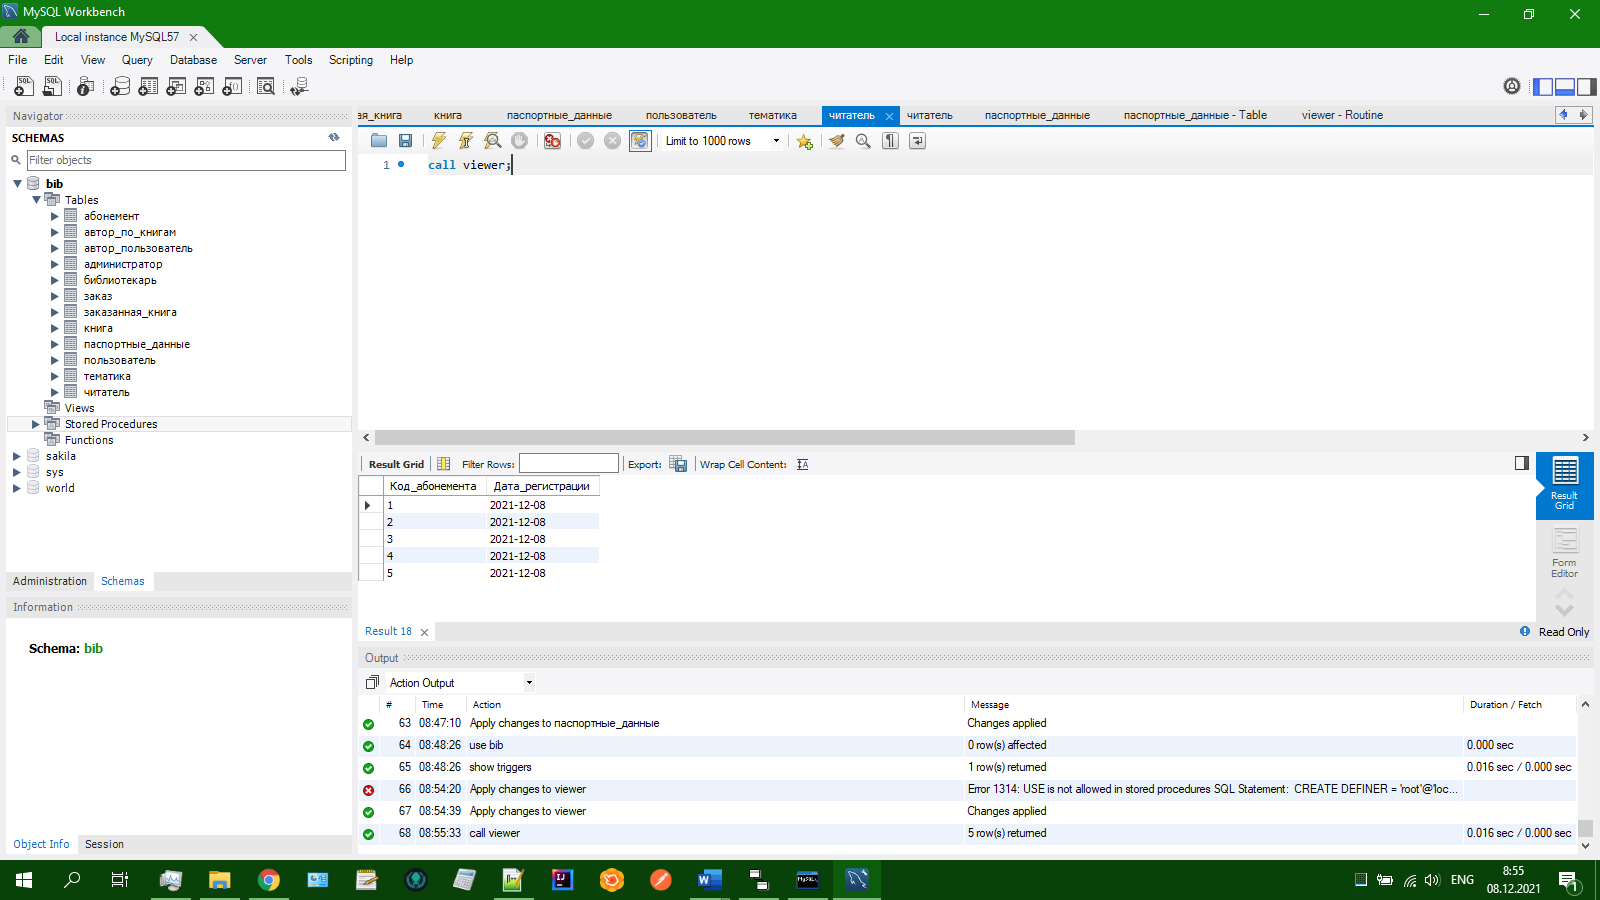 MySQL Workbench
Local instance MySQL57
File Edit View Query Database Server Tools Scripting Help
Navigator
SCHEMAS
Filter objects
bib
Tables
абонемент
автор_по_книгам
автор_пользователь
администратор
библиотекарь
заказ
заказанная_книга
книга
паспортные_данные
пользователь
тематика
читатель
Views
Stored Procedures
Functions
sakila
sys
world
Administration Schemas
Information
Schema: bib
Object Info Session
ая_книга книга паспортные_данные пользователь тематика читатель читатель паспортные_данные паспортные_данные - Table viewer - Routine
Limit to 1000 rows
1 call viewer;
Result Grid Filter Rows: Export: Wrap Cell Content:
Код_абонемента Дата_регистрации
1 2021-12-08
2 2021-12-08
3 2021-12-08
4 2021-12-08
5 2021-12-08
Result Grid
Form Editor
Result 18
Read Only
Output
Action Output
# Time Action Message Duration / Fetch
63 08:47:10 Apply changes to паспортные_данные Changes applied
64 08:48:26 use bib 0 row(s) affected 0.000 sec
65 08:48:26 show triggers 1 row(s) returned 0.016 sec / 0.000 sec
66 08:54:20 Apply changes to viewer Error 1314: USE is not allowed in stored procedures SQL Statement: CREATE DEFINER = 'root'@'loc...
67 08:54:39 Apply changes to viewer Changes applied
68 08:55:33 call viewer 5 row(s) returned 0.016 sec / 0.000 sec
ENG
8:55
08.12.2021
1